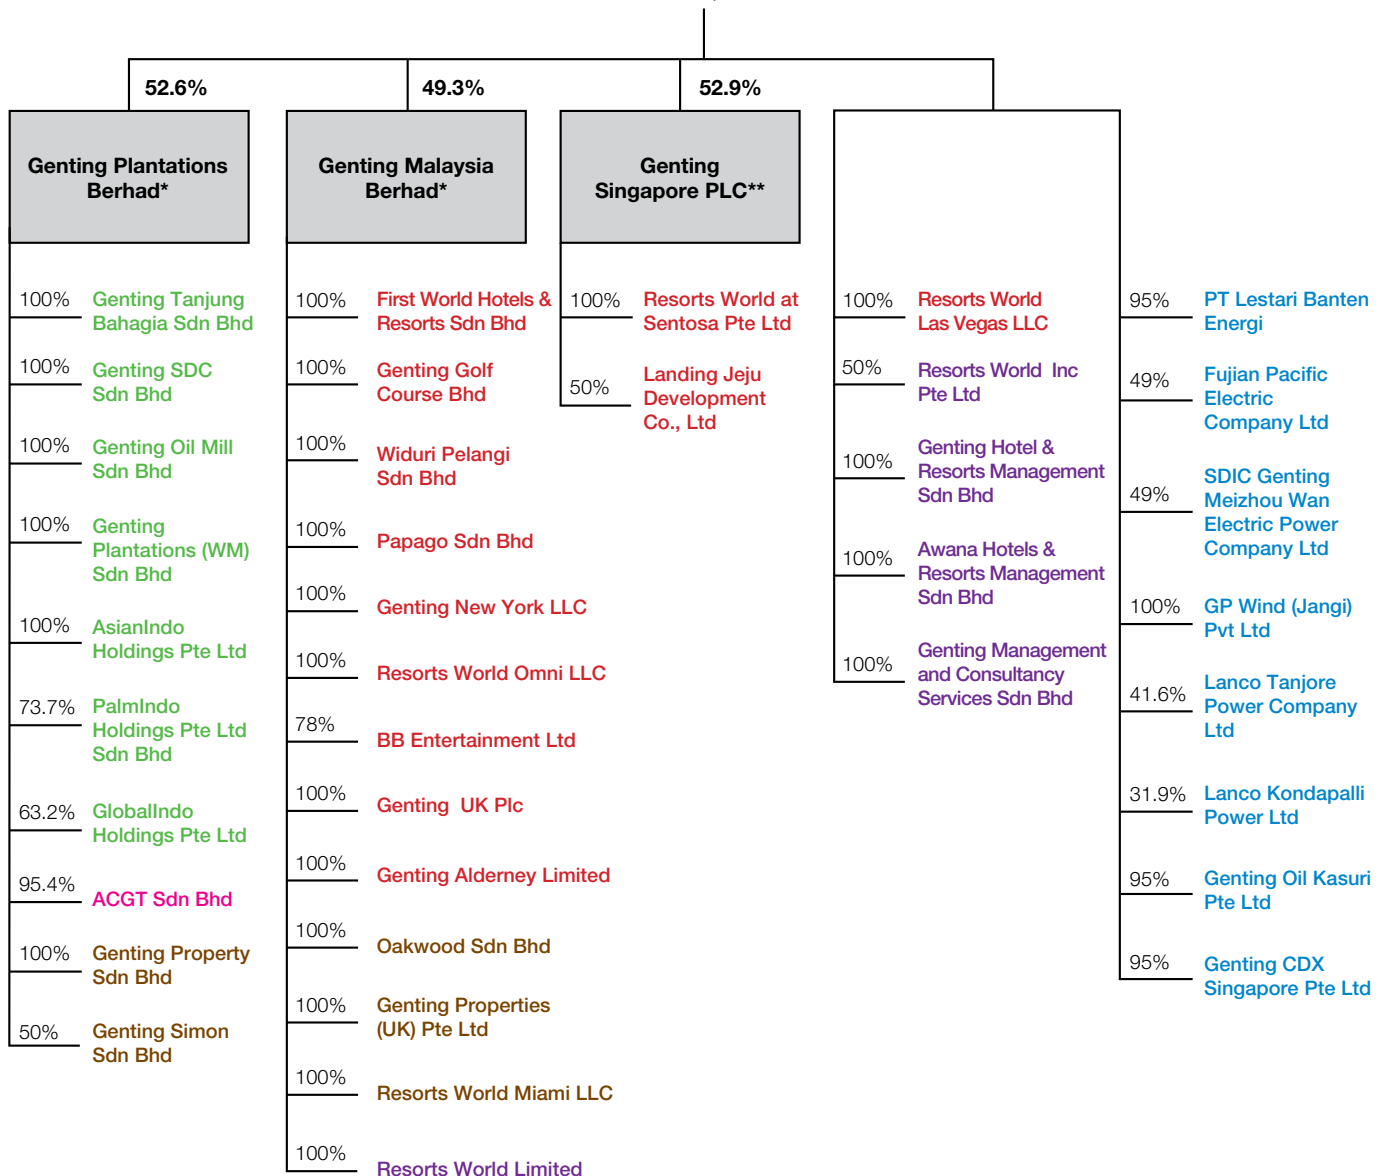 52.6%
49.3%
52.9%
Genting Plantations
Berhad*
Genting Malaysia
Berhad*
Genting
Singapore PLC**
100%
Genting Tanjung
Bahagia Sdn Bhd
100%
Genting SDC
Sdn Bhd
100%
Genting Oil Mill
Sdn Bhd
100%
Genting
Plantations (WM)
Sdn Bhd
100%
AsianIndo
Holdings Pte Ltd
73.7%
PalmIndo
Holdings Pte Ltd
Sdn Bhd
63.2%
GlobalIndo
Holdings Pte Ltd
95.4%
ACGT Sdn Bhd
100%
Genting Property
Sdn Bhd
50%
Genting Simon
Sdn Bhd
100%
First World Hotels &
Resorts Sdn Bhd
100%
Genting Golf
Course Bhd
100%
Widuri Pelangi
Sdn Bhd
100%
Papago Sdn Bhd
100%
Genting New York LLC
100%
Resorts World Omni LLC
78%
BB Entertainment Ltd
100%
Genting UK Plc
100%
Genting Alderney Limited
100%
Oakwood Sdn Bhd
100%
Genting Properties
(UK) Pte Ltd
100%
Resorts World Miami LLC
100%
Resorts World Limited
100%
Resorts World at
Sentosa Pte Ltd
50%
Landing Jeju
Development
Co., Ltd
100%
Resorts World
Las Vegas LLC
50%
Resorts World Inc
Pte Ltd
100%
Genting Hotel &
Resorts Management
Sdn Bhd
100%
Awana Hotels &
Resorts Management
Sdn Bhd
100%
Genting Management
and Consultancy
Services Sdn Bhd
95%
PT Lestari Banten
Energi
49%
Fujian Pacific
Electric
Company Ltd
49%
SDIC Genting
Meizhou Wan
Electric Power
Company Ltd
100%
GP Wind (Jangi)
Pvt Ltd
41.6%
Lanco Tanjore
Power Company
Ltd
31.9%
Lanco Kondapalli
Power Ltd
95%
Genting Oil Kasuri
Pte Ltd
95%
Genting CDX
Singapore Pte Ltd